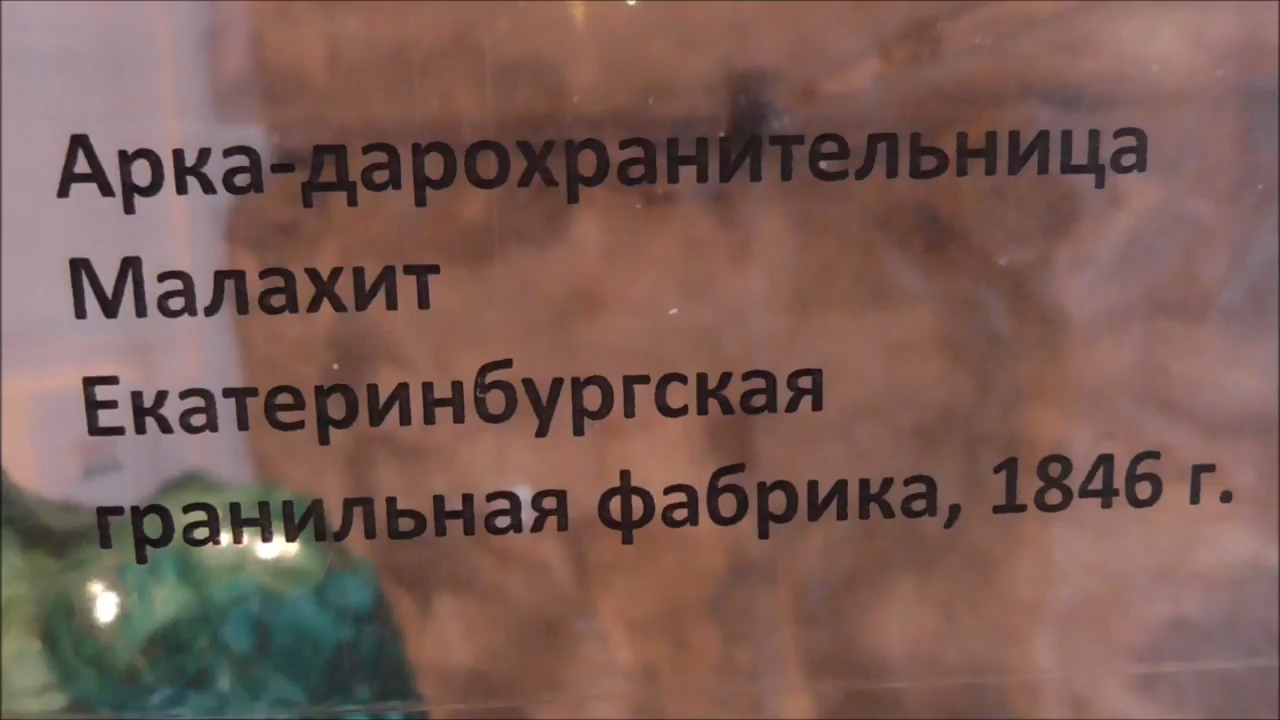 Арка-дарохранительница
Малахит
Екатеринбургская
гранильная фабрика, 1846 г.